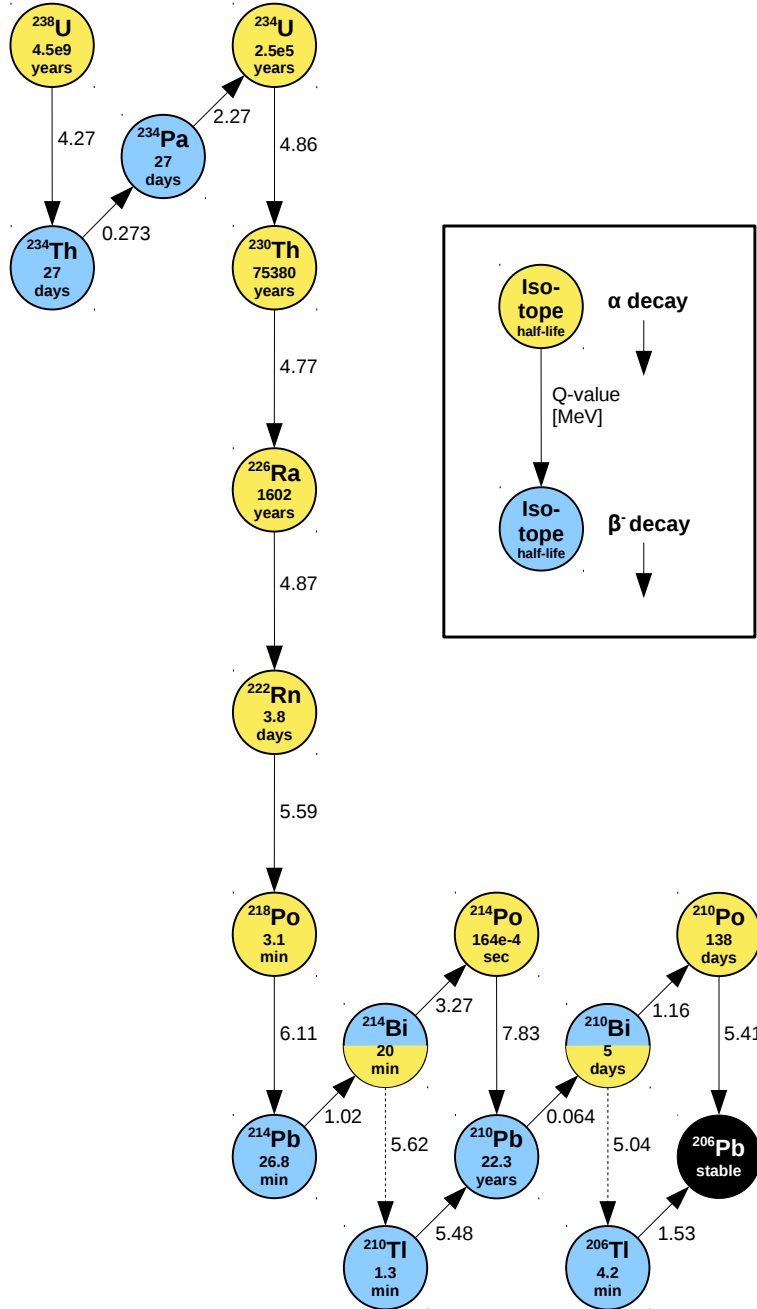 ²³⁸U
4.5e9
years
²³⁴U
2.5e5
years
2.27
4.27
²³⁴Pa
27
days
4.86
0.273
²³⁴Th
27
days
²³⁰Th
75380
years
Iso-
tope
half-life
α decay
4.77
Q-value
[MeV]
²²⁶Ra
1602
years
Iso-
tope
half-life
β⁻ decay
4.87
²²²Rn
3.8
days
5.59
²¹⁸Po
3.1
min
²¹⁴Po
164e-4
sec
²¹⁰Po
138
days
6.11
²¹⁴Bi
20
min
3.27
7.83
²¹⁰Bi
5
days
1.16
5.41
1.02
0.064
²¹⁴Pb
26.8
min
5.62
²¹⁰Pb
22.3
years
5.04
²⁰⁶Pb
stable
5.48
1.53
²¹⁰Tl
1.3
min
²⁰⁶Tl
4.2
min